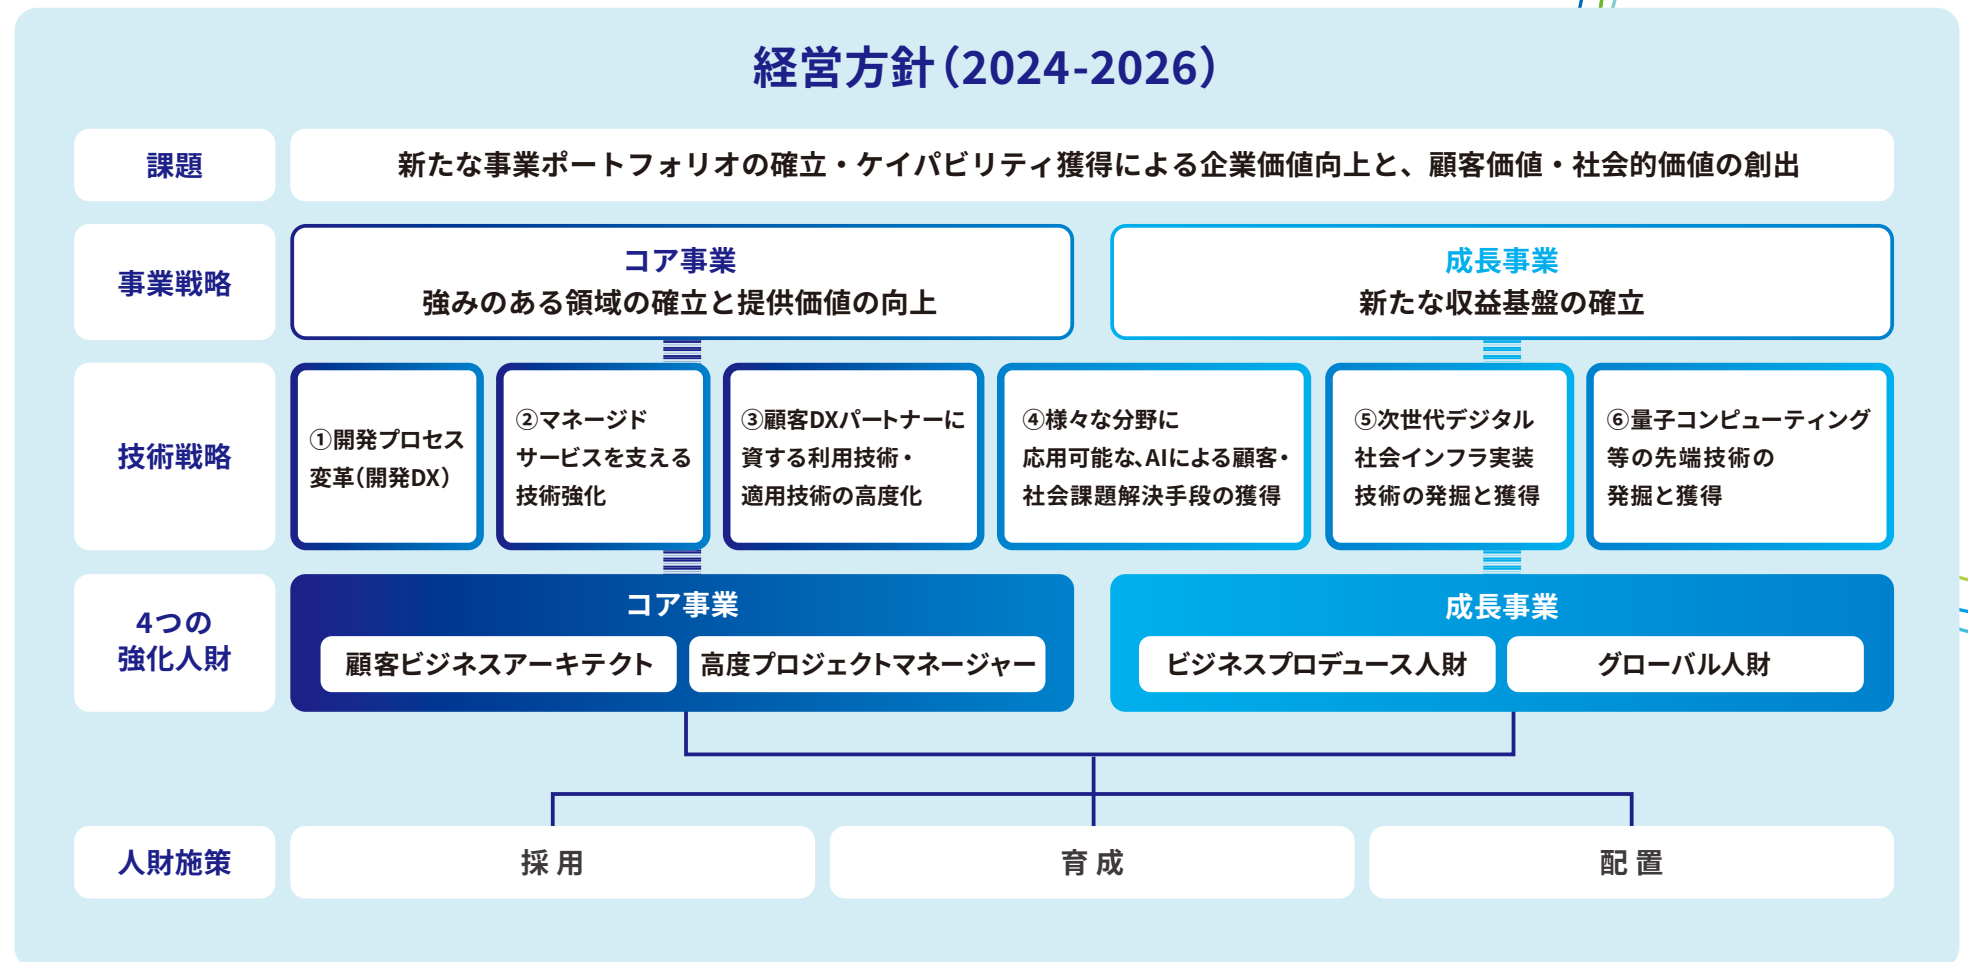 経営方針（2024-2026）
課題
新たな事業ポートフォリオの確立・ケイパビリティ獲得による企業価値向上と、顧客価値・社会的価値の創出
事業戦略
コア事業
強みのある領域の確立と提供価値の向上
成長事業
新たな収益基盤の確立
技術戦略
①開発プロセス
変革（開発DX）
②マネージド
サービスを支える
技術強化
③顧客DXパートナーに
資する利用技術・
適用技術の高度化
④様々な分野に
応用可能な、AIによる顧客・
社会課題解決手段の獲得
⑤次世代デジタル
社会インフラ実装
技術の発掘と獲得
⑥量子コンピューティング
等の先端技術の
発掘と獲得
4つの
強化人財
コア事業
顧客ビジネスアーキテクト
高度プロジェクトマネージャー
成長事業
ビジネスプロデュース人財
グローバル人財
人財施策
採用
育成
配置